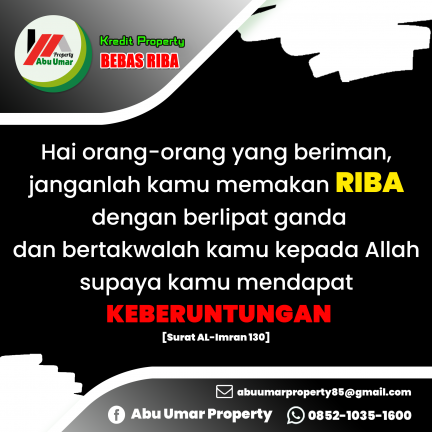 Property
Abu Umar
Kredit Property
BEBAS RIBA
Hai orang-orang yang beriman,
janganlah kamu memakan RIBA
dengan berlipat ganda
dan bertakwalah kamu kepada Allah
supaya kamu mendapat
KEBERUNTUNGAN
[Surat AL-Imran 130]
abuumarproperty85@gmail.com
Abu Umar Property 0852-1035-1600